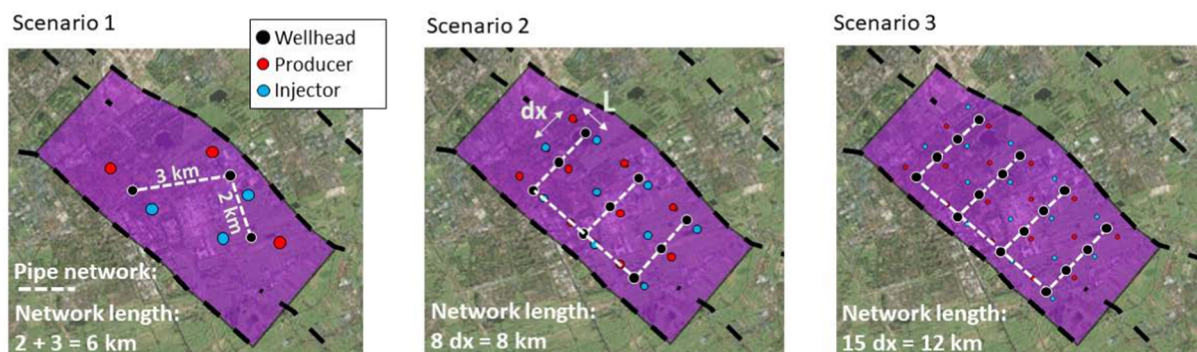 Scenario 1
Wellhead
Producer
Injector
3 km
2 km
Pipe network:
Network length:
2 + 3 = 6 km
Scenario 2
dx
L
Network length:
8 dx = 8 km
Scenario 3
Network length:
15 dx = 12 km